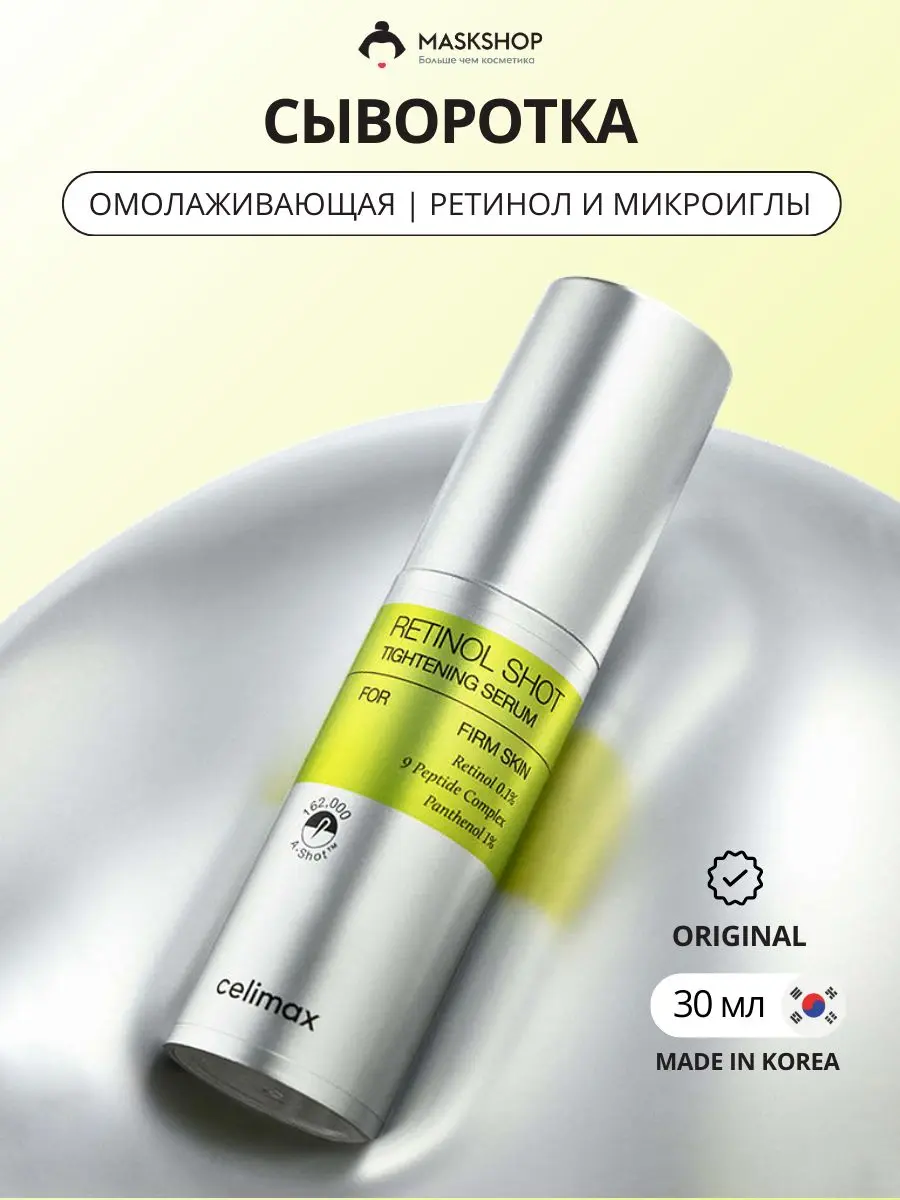 MASKSHOP
Больше чем косметика
СЫВОРОТКА
ОМОЛАЖИВАЮЩАЯ | РЕТИНОЛ И МИКРОИГЛЫ
RETINOL SHOT
TIGHTENING SERUM
FOR
FIRM SKIN
Retinol 0.1%
9 Peptide Complex
Panthenol 1%
162,000
4-Shot™
celimax
ORIGINAL
30 мл
MADE IN KOREA